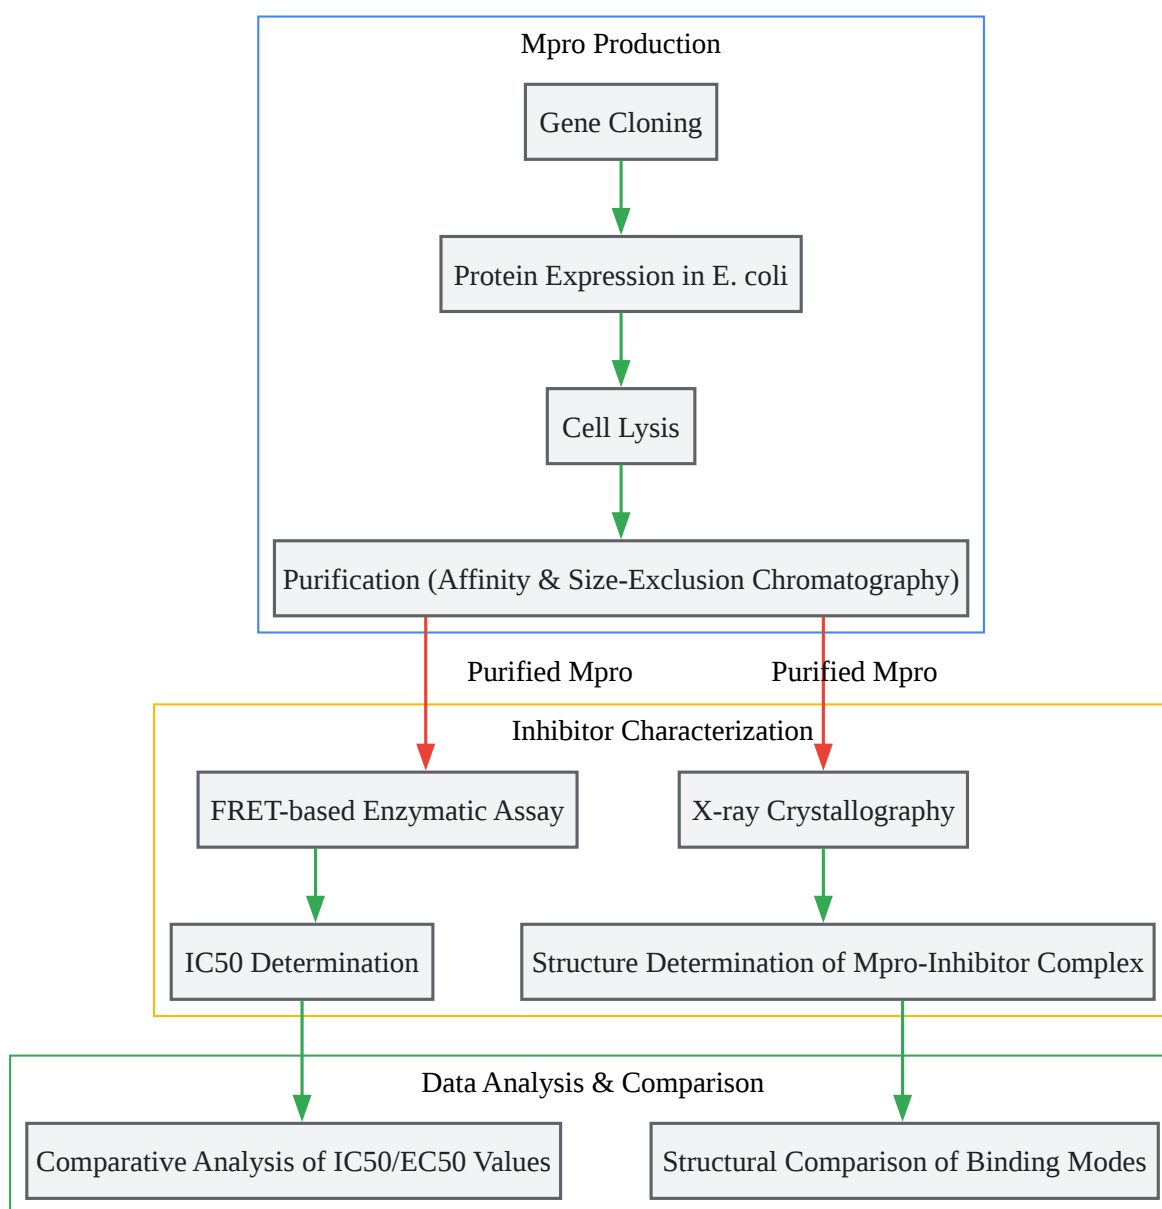 Mpro Production
Gene Cloning
Protein Expression in E. coli
Cell Lysis
Purification (Affinity & Size-Exclusion Chromatography)
Purified Mpro
Purified Mpro
Inhibitor Characterization
FRET-based Enzymatic Assay
X-ray Crystallography
IC50 Determination
Structure Determination of Mpro-Inhibitor Complex
Data Analysis & Comparison
Comparative Analysis of IC50/EC50 Values
Structural Comparison of Binding Modes